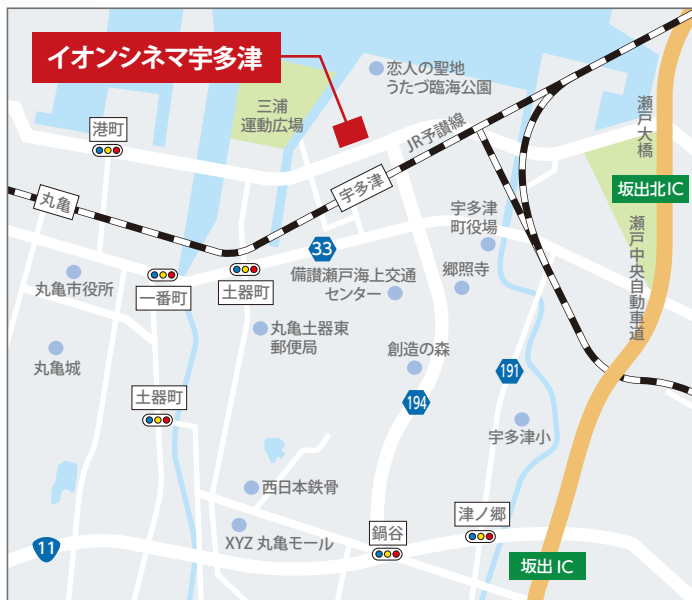 イオンシネマ宇多津
恋人の聖地
うたづ臨海公園
三浦
運動広場
港町
JR予讃線
瀬戸大橋
坂出北IC
丸亀
宇多津
宇多津
町役場
33
瀬戸中央自動車道
丸亀市役所
一番町
土器町
備讃瀬戸海上交通
センター
郷照寺
丸亀土器東
郵便局
丸亀城
創造の森
191
土器町
194
宇多津小
西日本鉄骨
XYZ 丸亀モール
鍋谷
津ノ郷
11
坂出 IC